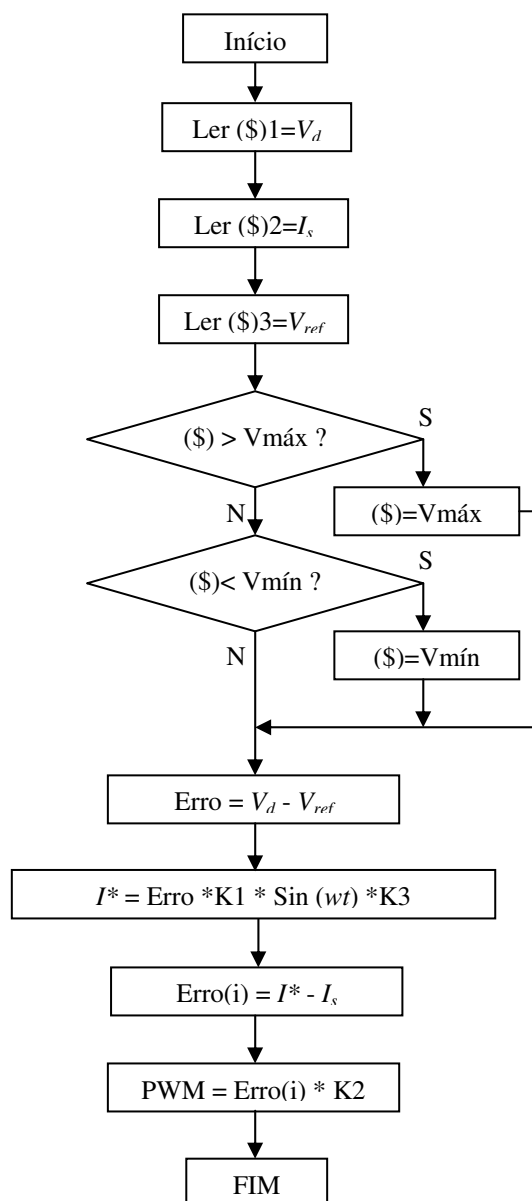 Início
Ler ($)1=Vd
Ler ($)2=Is
Ler ($)3=Vref
($) > Vmáx ?
S
N
($)=Vmáx
($)< Vmín ?
S
N
($)=Vmín
Erro = Vd - Vref
I* = Erro *K1 * Sin (wt) *K3
Erro(i) = I* - Is
PWM = Erro(i) * K2
FIM